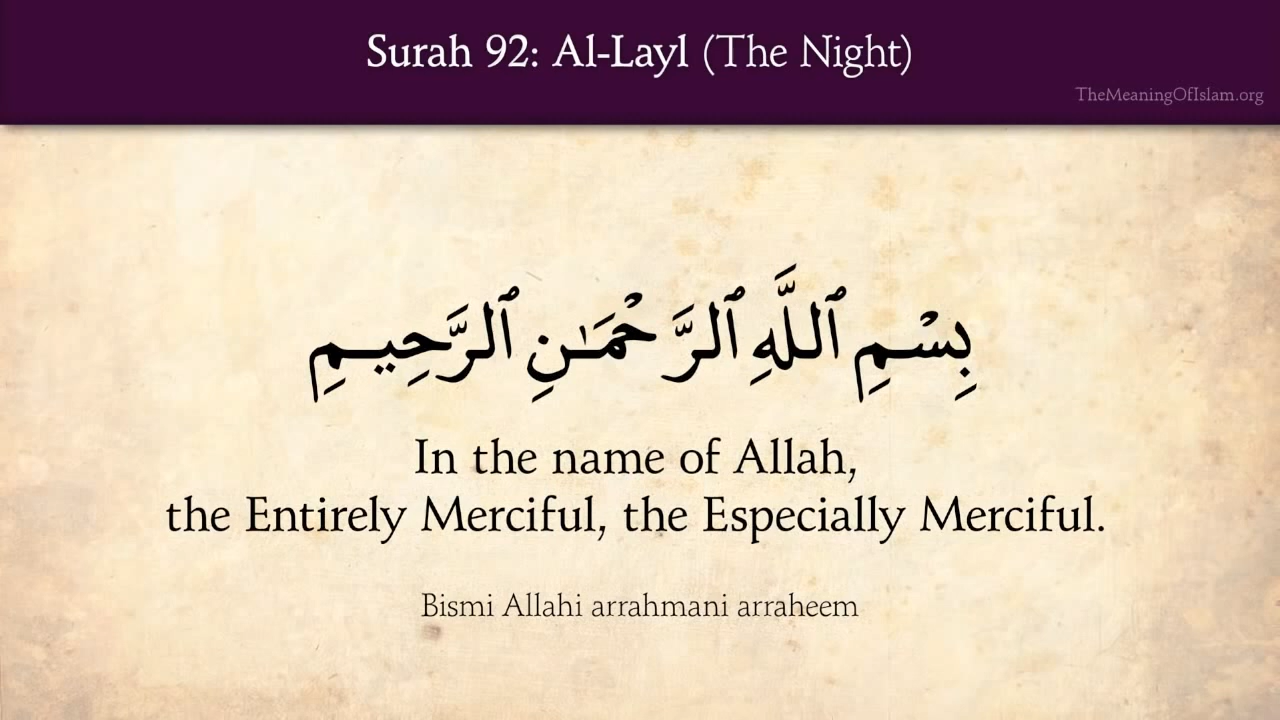 Surah 92: Al-Layl (The Night)
TheMeaningOfIslam.org
بِسْمِ ٱللَّهِ ٱلرَّحْمَـٰنِ ٱلرَّحِيـمِ
In the name of Allah,
the Entirely Merciful, the Especially Merciful.
Bismi Allahi arrahmani arraheem